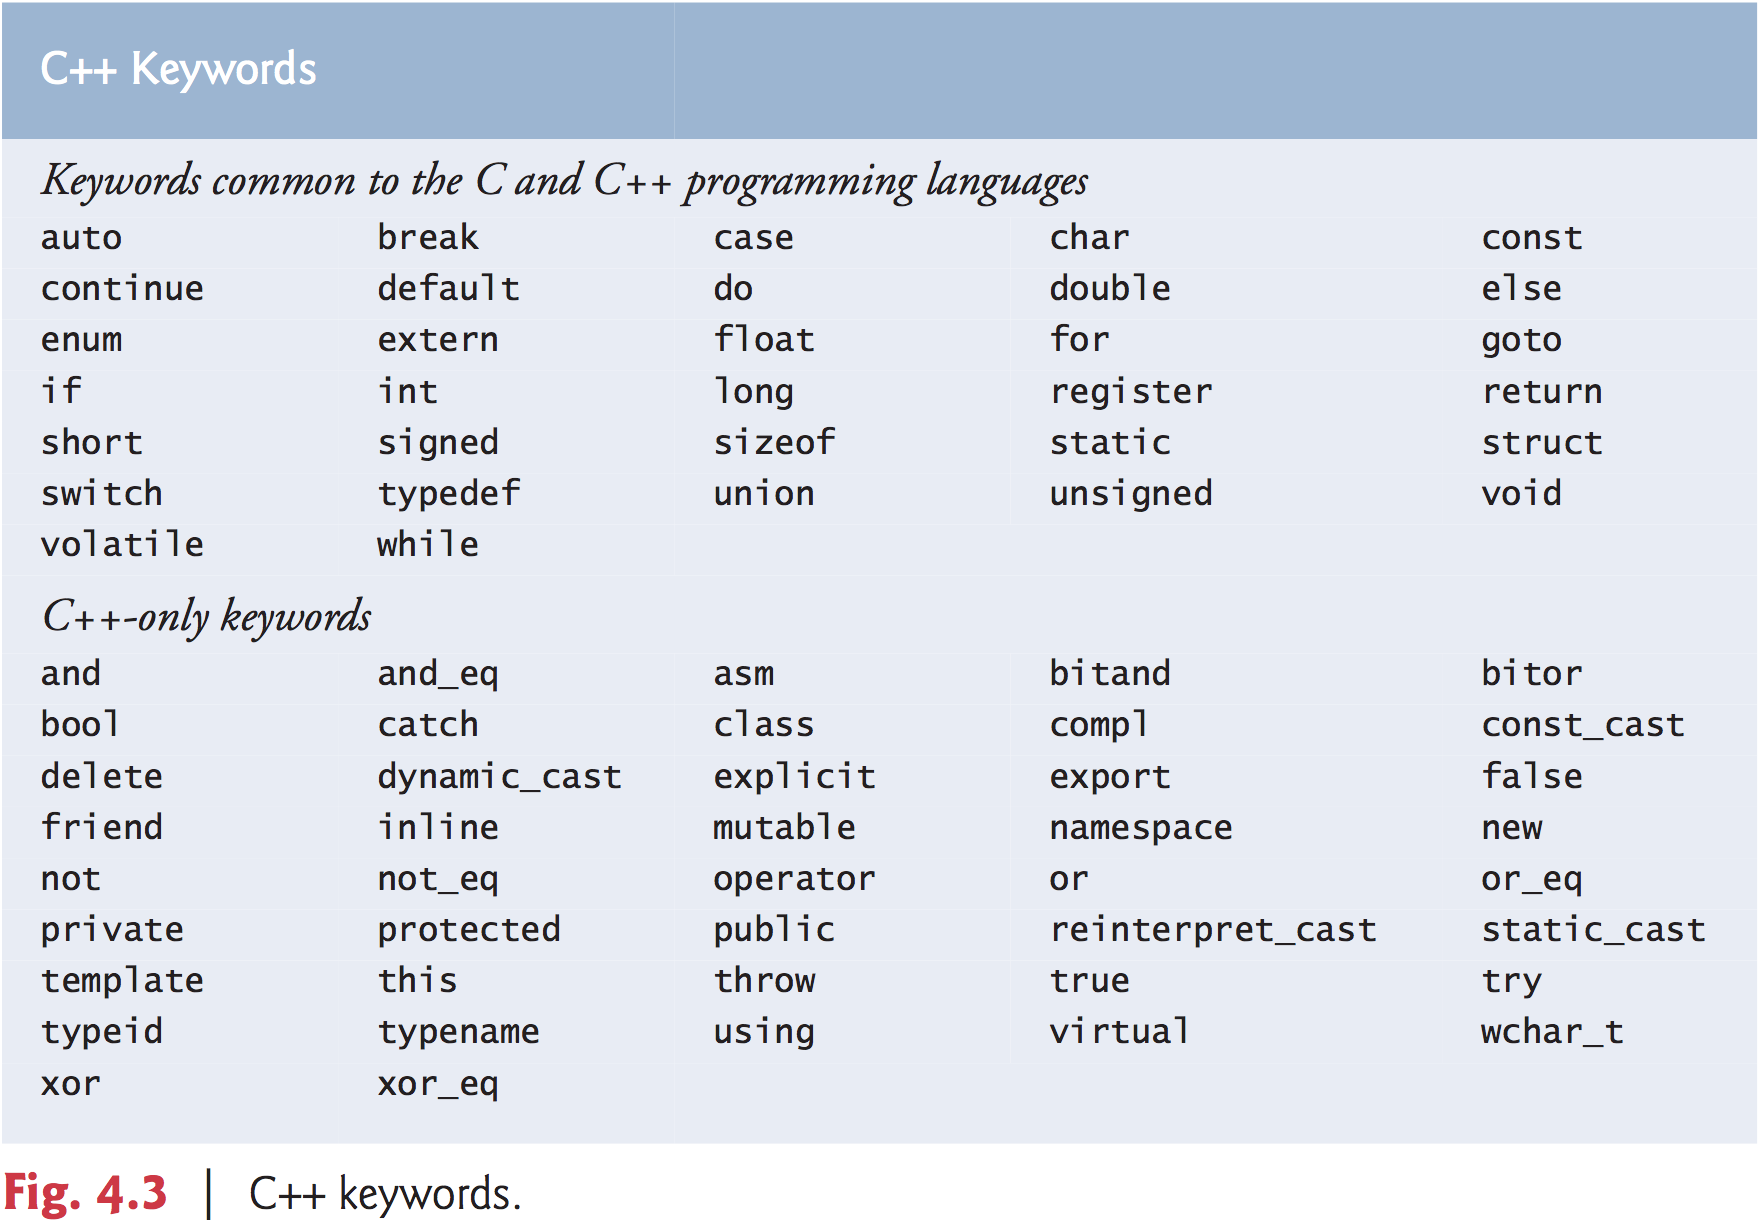 C++ Keywords
Keywords common to the C and C++ programming languages
auto break case char const
continue default do double else
enum extern float for goto
if int long register return
short signed sizeof static struct
switch typedef union unsigned void
volatile while
C++-only keywords
and and_eq asm bitand bitor
bool catch class compl const_cast
delete dynamic_cast explicit export false
friend inline mutable namespace new
not not_eq operator or or_eq
private protected public reinterpret_cast static_cast
template this throw true try
typeid typename using virtual wchar_t
xor xor_eq
Fig. 4.3 | C++ keywords.